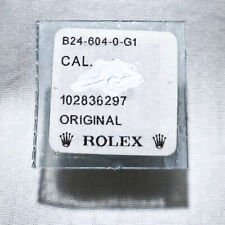 B24-604-0-G1
CAL.
102836297
ORIGINAL
ROLEX